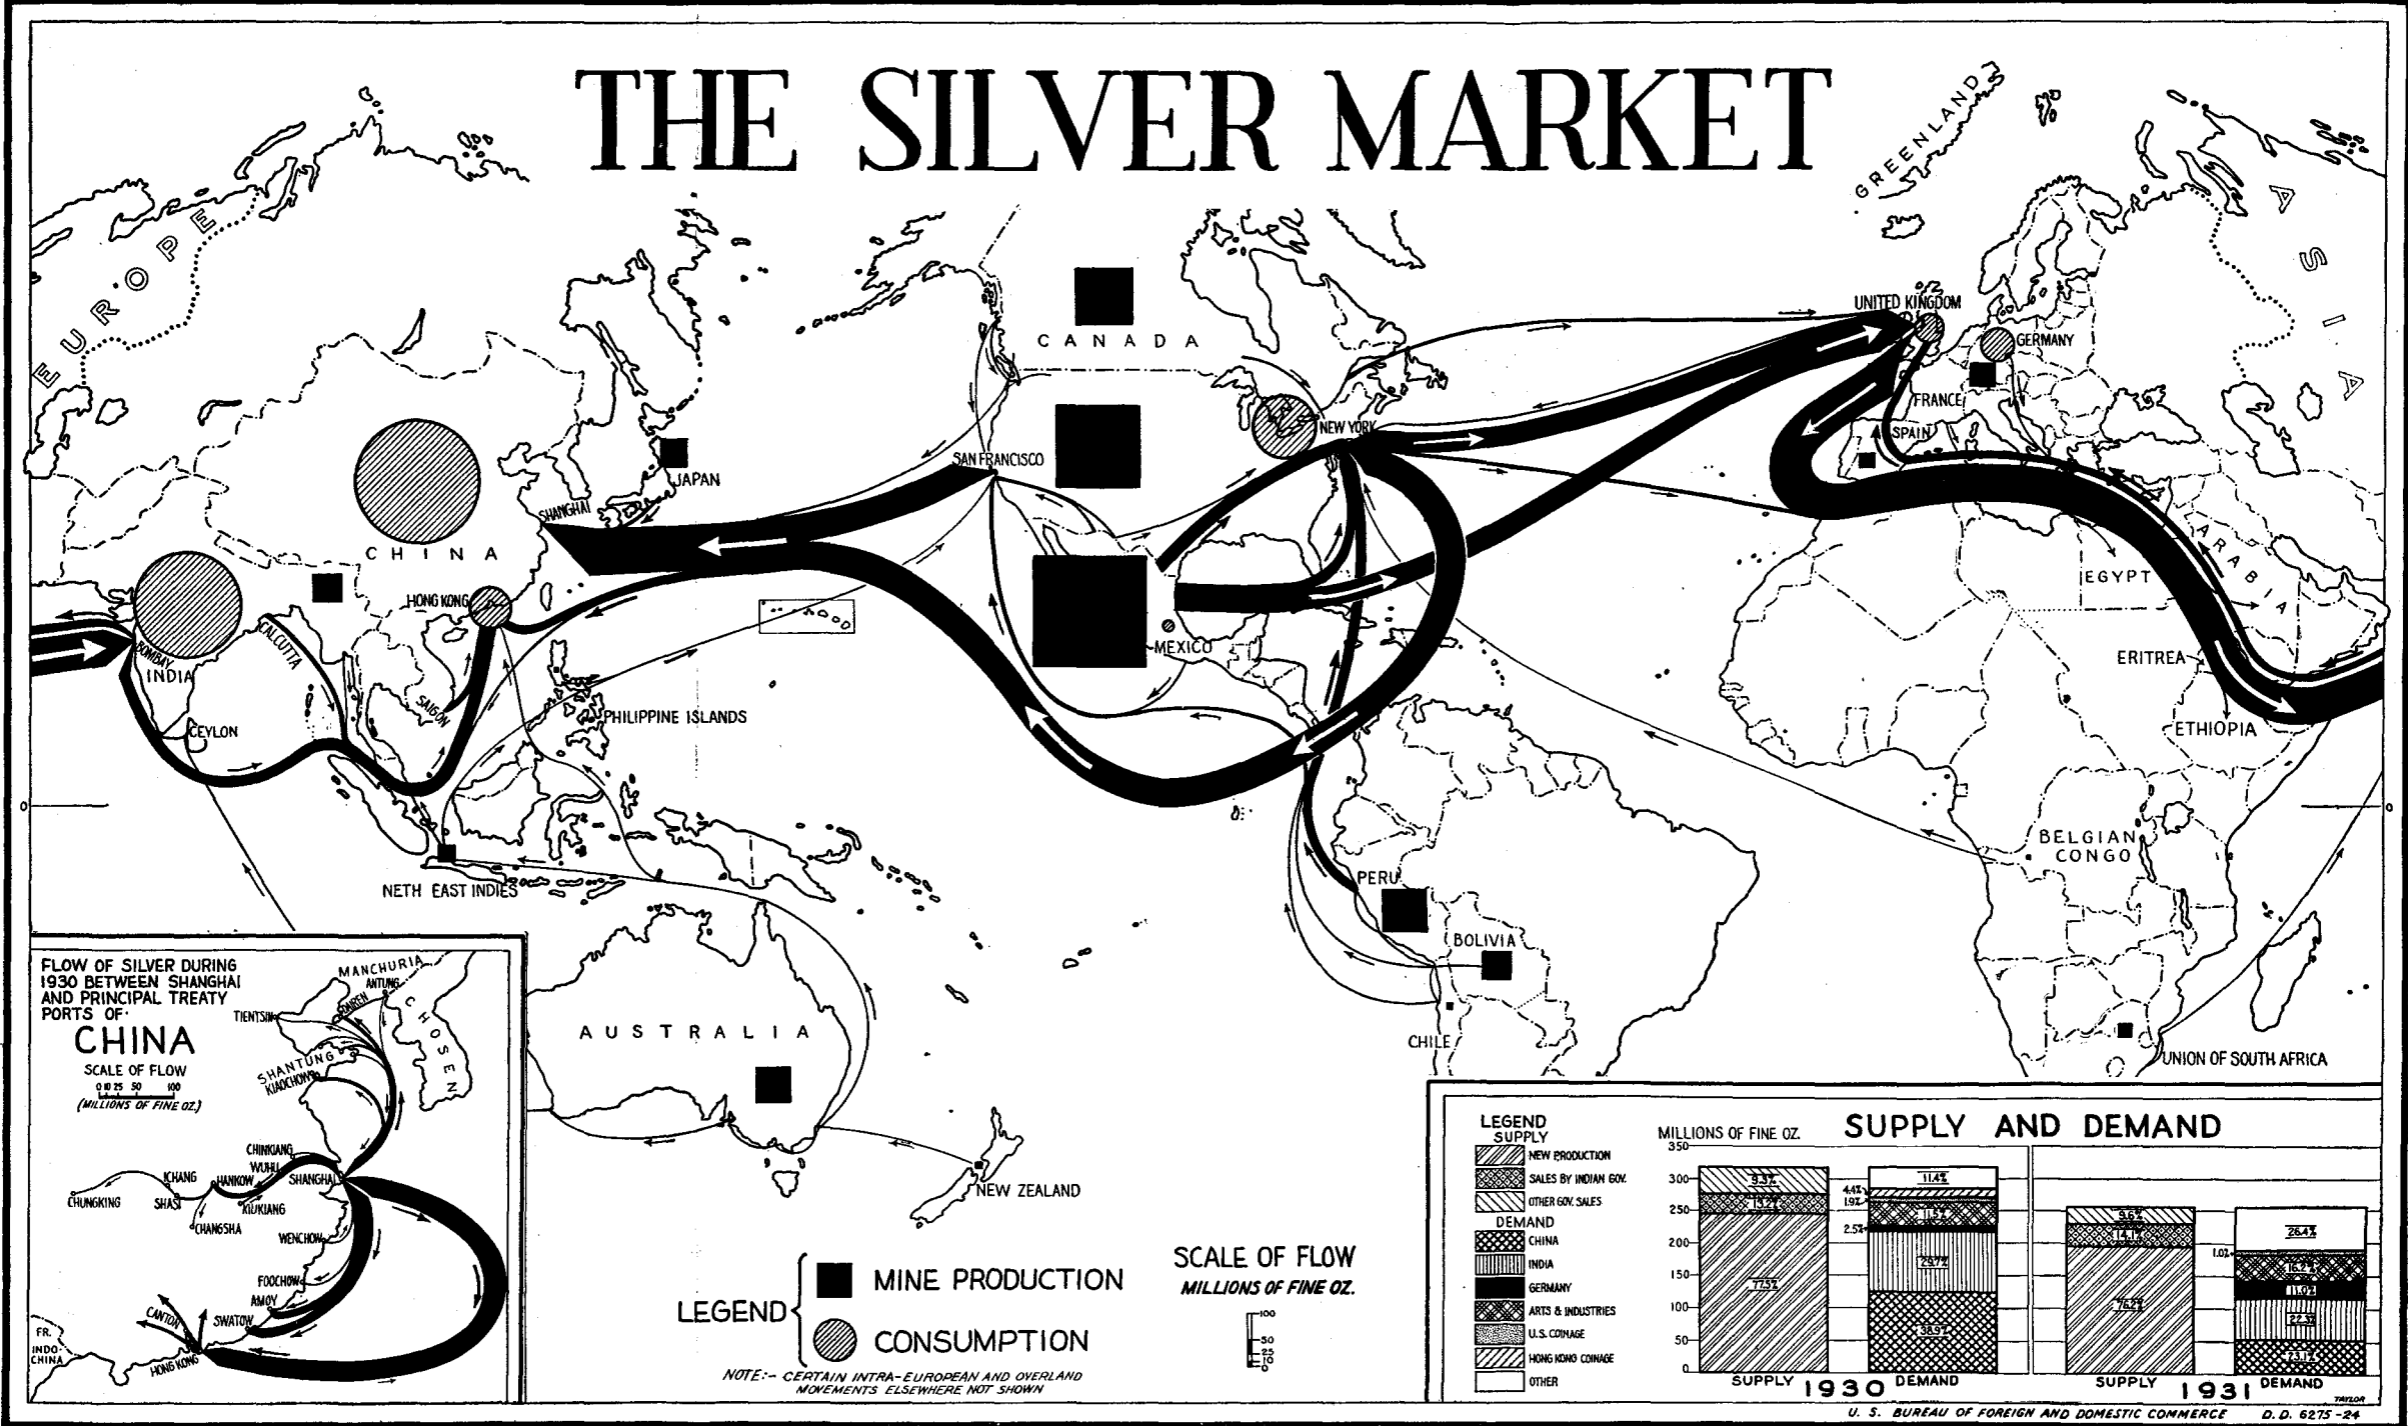 THE SILVER MARKET
GREENLAND
EUROPE
ASIA
CANADA
UNITED KINGDOM
GERMANY
FRANCE
SPAIN
NEW YORK
SAN FRANCISCO
JAPAN
SHANGHAI
CHINA
HONG KONG
CALCUTTA
BOMBAY
INDIA
CEYLON
SAIGON
PHILIPPINE ISLANDS
MEXICO
ARABIA
EGYPT
ERITREA
ETHIOPIA
0
0
BELGIAN
CONGO
NETH EAST INDIES
PERU
BOLIVIA
CHILE
AUSTRALIA
NEW ZEALAND
UNION OF SOUTH AFRICA
FLOW OF SILVER DURING
1930 BETWEEN SHANGHAI
AND PRINCIPAL TREATY
PORTS OF
CHINA
SCALE OF FLOW
0 10 25 50 100
(MILLIONS OF FINE OZ.)
MANCHURIA
ANTUNG
DAIREN
CHOSEN
TIENTSIN
SHANTUNG
KIAOCHOW
CHINKIANG
WUHU
SHANGHAI
ICHANG
HANKOW
CHUNGKING
SHASI
KIUKIANG
CHANGSHA
WENCHOW
FOOCHOW
AMOY
SWATOW
CANTON
HONG KONG
FR.
INDO-
CHINA
LEGEND
MINE PRODUCTION
CONSUMPTION
NOTE:- CERTAIN INTRA-EUROPEAN AND OVERLAND
MOVEMENTS ELSEWHERE NOT SHOWN
SCALE OF FLOW
MILLIONS OF FINE OZ.
100
50
25
10
0
LEGEND
SUPPLY
NEW PRODUCTION
SALES BY INDIAN GOV.
OTHER GOV. SALES
DEMAND
CHINA
INDIA
GERMANY
ARTS & INDUSTRIES
U.S. COINAGE
HONG KONG COINAGE
OTHER
MILLIONS OF FINE OZ.
SUPPLY AND DEMAND
350
300
250
200
150
100
50
0
9.3%
13.2%
77.5%
11.4%
4.4%
1.9%
11.5%
2.5%
29.7%
38.9%
9.6%
14.1%
76.2%
26.4%
1.0%
16.2%
11.0%
22.3%
23.1%
SUPPLY 1930 DEMAND
SUPPLY 1931 DEMAND
TAYLOR
U. S. BUREAU OF FOREIGN AND DOMESTIC COMMERCE D.D. 6275-24